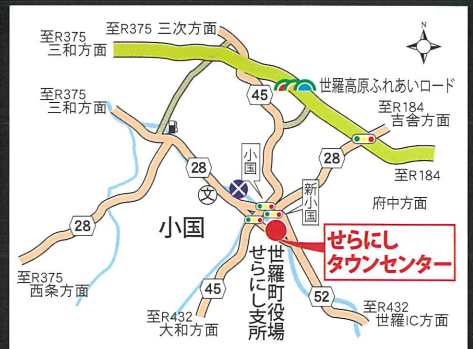 至R375 三次方面
至R375
三和方面
N
世羅高原ふれあいロード
45
至R375
三和方面
至R184
吉舎方面
28
小国
28
新小国
文
至R184
府中方面
小国
28
せらにし
タウンセンター
世羅町役場
せらにし支所
至R375
西条方面
45
52
至R432
大和方面
至R432
世羅IC方面